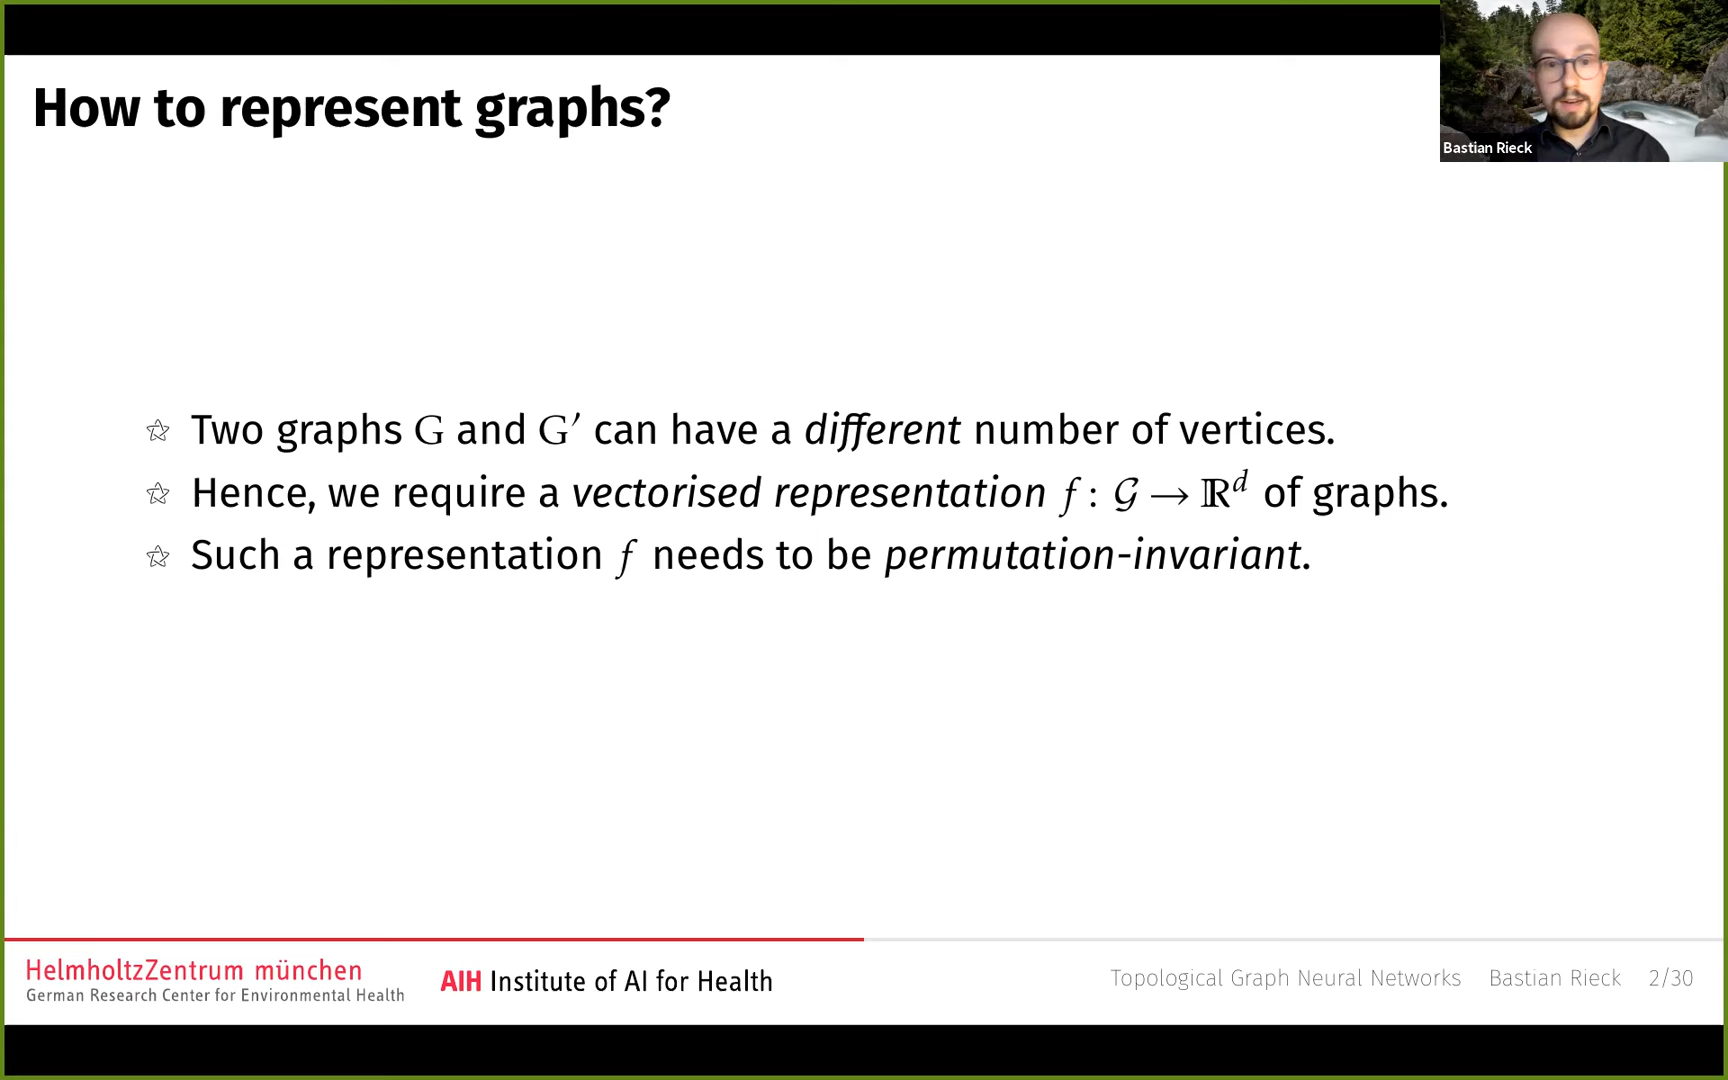 How to represent graphs?
Bastian Rieck
☆ Two graphs G and G′ can have a different number of vertices.
☆ Hence, we require a vectorised representation f : 𝒢 → ℝᵈ of graphs.
☆ Such a representation f needs to be permutation-invariant.
HelmholtzZentrum münchen
German Research Center for Environmental Health
AIH Institute of AI for Health
Topological Graph Neural Networks Bastian Rieck 2/30